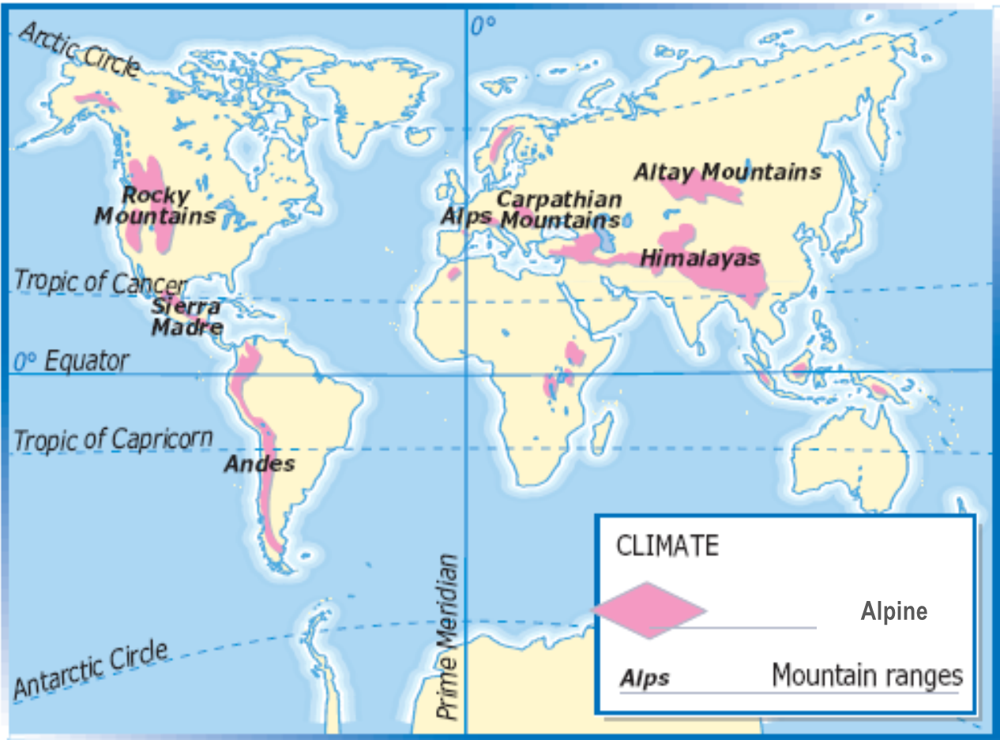 0°
Arctic Circle
Altay Mountains
Rocky
Mountains
Carpathian
Mountains
Alps
Himalayas
Tropic of Cancer
Sierra
Madre
0° Equator
Tropic of Capricorn
Andes
CLIMATE
Alpine
Alps Mountain ranges
Prime Meridian
Antarctic Circle